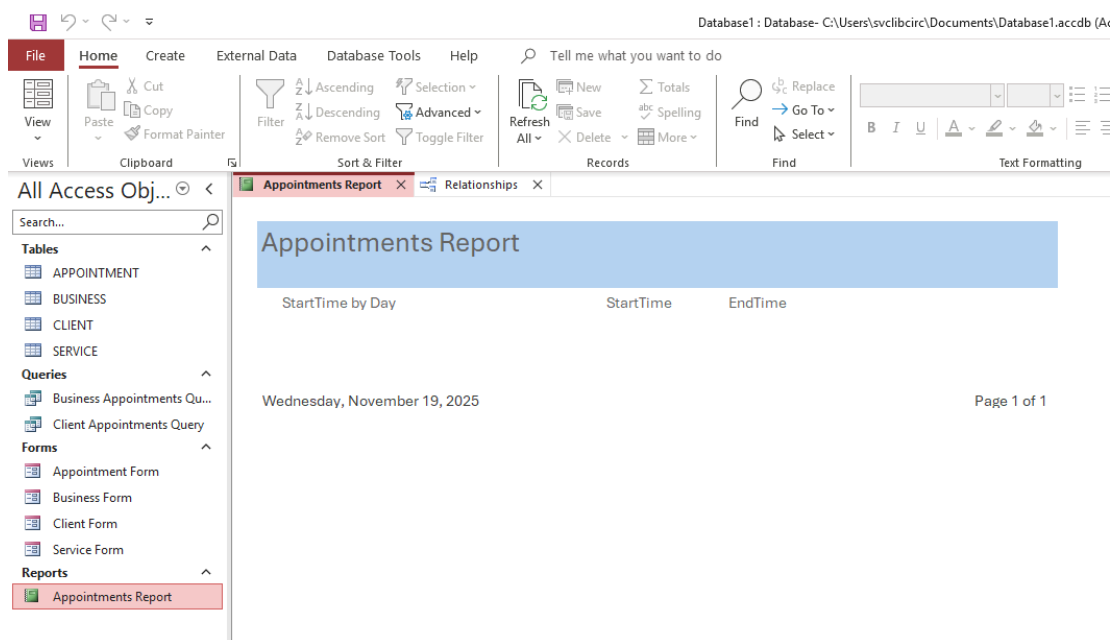 Database1 : Database- C:\Users\svclibcirc\Documents\Database1.accdb (Ac
File Home Create External Data Database Tools Help Tell me what you want to do
View
Views
Paste
Cut
Copy
Format Painter
Clipboard
Filter
Ascending
Descending
Remove Sort
Selection
Advanced
Toggle Filter
Sort & Filter
Refresh
All
New
Save
Delete
Totals
Spelling
More
Records
Find
Replace
Go To
Select
Find
B I U A
Text Formatting
All Access Obj...
Search...
Tables
APPOINTMENT
BUSINESS
CLIENT
SERVICE
Queries
Business Appointments Qu...
Client Appointments Query
Forms
Appointment Form
Business Form
Client Form
Service Form
Reports
Appointments Report
Appointments Report Relationships
Appointments Report
StartTime by Day StartTime EndTime
Wednesday, November 19, 2025 Page 1 of 1